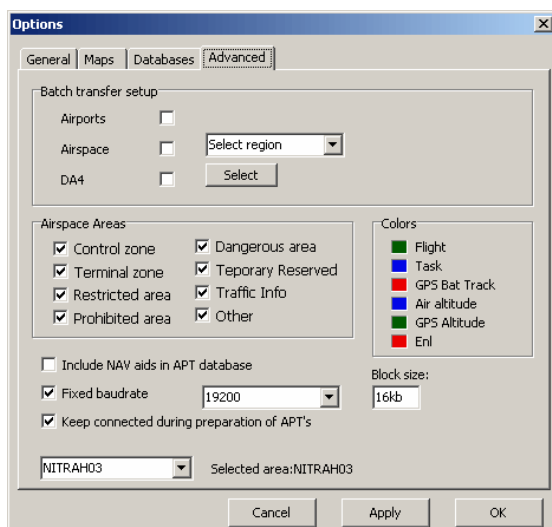 Options
General Maps Databases Advanced
Batch transfer setup
Airports
Airspace Select region
DA4 Select
Airspace Areas
Control zone
Terminal zone
Restricted area
Prohibited area
Dangerous area
Teporary Reserved
Traffic Info
Other
Colors
Flight
Task
GPS Bat Track
Air altitude
GPS Altitude
Enl
Include NAV aids in APT database
Fixed baudrate 19200
Keep connected during preparation of APT's
Block size:
16kb
NITRAH03 Selected area:NITRAH03
Cancel Apply OK